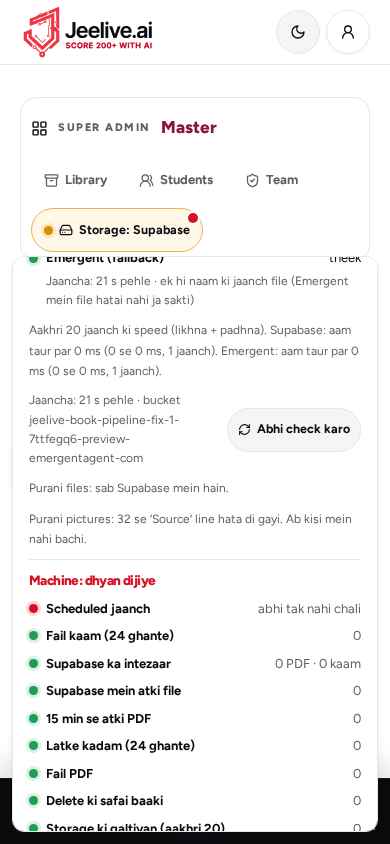 Jeelive.ai
SCORE 200+ WITH AI
SUPER ADMIN Master
Library Students Team
Storage: Supabase
Emergent (fallback) theek
Jaancha: 21 s pehle · ek hi naam ki jaanch file (Emergent
mein file hatai nahi ja sakti)
Aakhri 20 jaanch ki speed (likhna + padhna). Supabase: aam
taur par 0 ms (0 se 0 ms, 1 jaanch). Emergent: aam taur par 0
ms (0 se 0 ms, 1 jaanch).
Jaancha: 21 s pehle · bucket
jeelive-book-pipeline-fix-1-
7ttfegq6-preview-
emergentagent-com
Abhi check karo
Purani files: sab Supabase mein hain.
Purani pictures: 32 se 'Source' line hata di gayi. Ab kisi mein
nahi bachi.
Machine: dhyan dijiye
Scheduled jaanch abhi tak nahi chali
Fail kaam (24 ghante) 0
Supabase ka intezaar 0 PDF · 0 kaam
Supabase mein atki file 0
15 min se atki PDF 0
Latke kadam (24 ghante) 0
Fail PDF 0
Delete ki safai baaki 0
Storage ki galtiyan (aakhri 20) 0